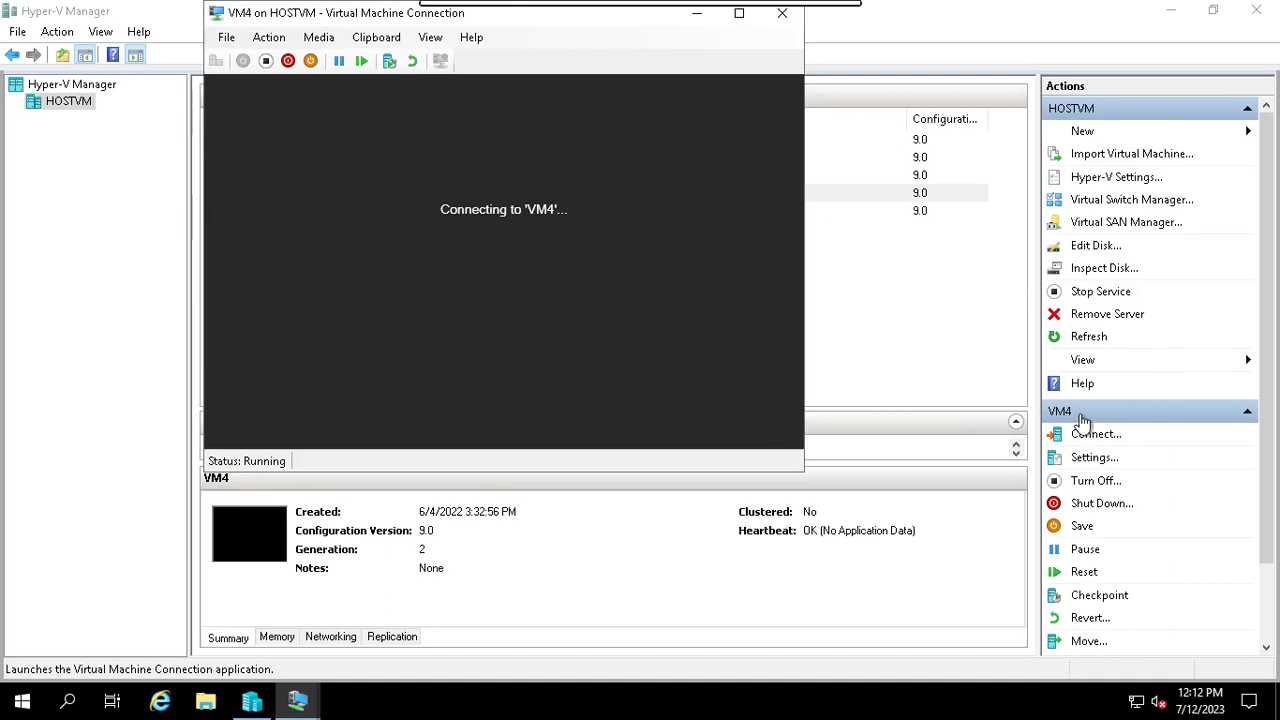 Hyper-V Manager
File Action View Help
Hyper-V Manager
HOSTVM
VM4 on HOSTVM - Virtual Machine Connection
File Action Media Clipboard View Help
Connecting to 'VM4'...
Status: Running
Configurati...
9.0
9.0
9.0
9.0
9.0
VM4
Created: 6/4/2022 3:32:56 PM
Configuration Version: 9.0
Generation: 2
Notes: None
Clustered: No
Heartbeat: OK (No Application Data)
Summary Memory Networking Replication
Actions
HOSTVM
New
Import Virtual Machine...
Hyper-V Settings...
Virtual Switch Manager...
Virtual SAN Manager...
Edit Disk...
Inspect Disk...
Stop Service
Remove Server
Refresh
View
Help
VM4
Connect...
Settings...
Turn Off...
Shut Down...
Save
Pause
Reset
Checkpoint
Revert...
Move...
Launches the Virtual Machine Connection application.
12:12 PM
7/12/2023